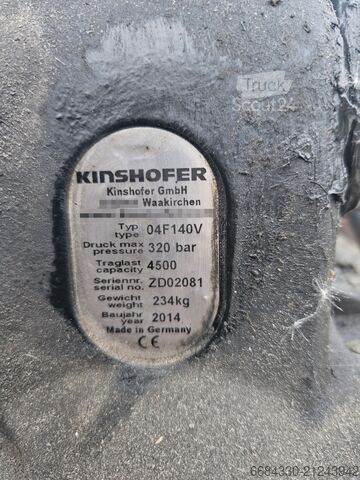 Truck
Scout24
KINSHOFER
Kinshofer GmbH
Waakirchen
Typ
type 04F140V
Druck max
pressure 320 bar
Traglast
capacity 4500
Seriennr.
serial no. ZD02081
Gewicht
weight 234kg
Baujahr
year 2014
Made in Germany
CE
6684330-21243942